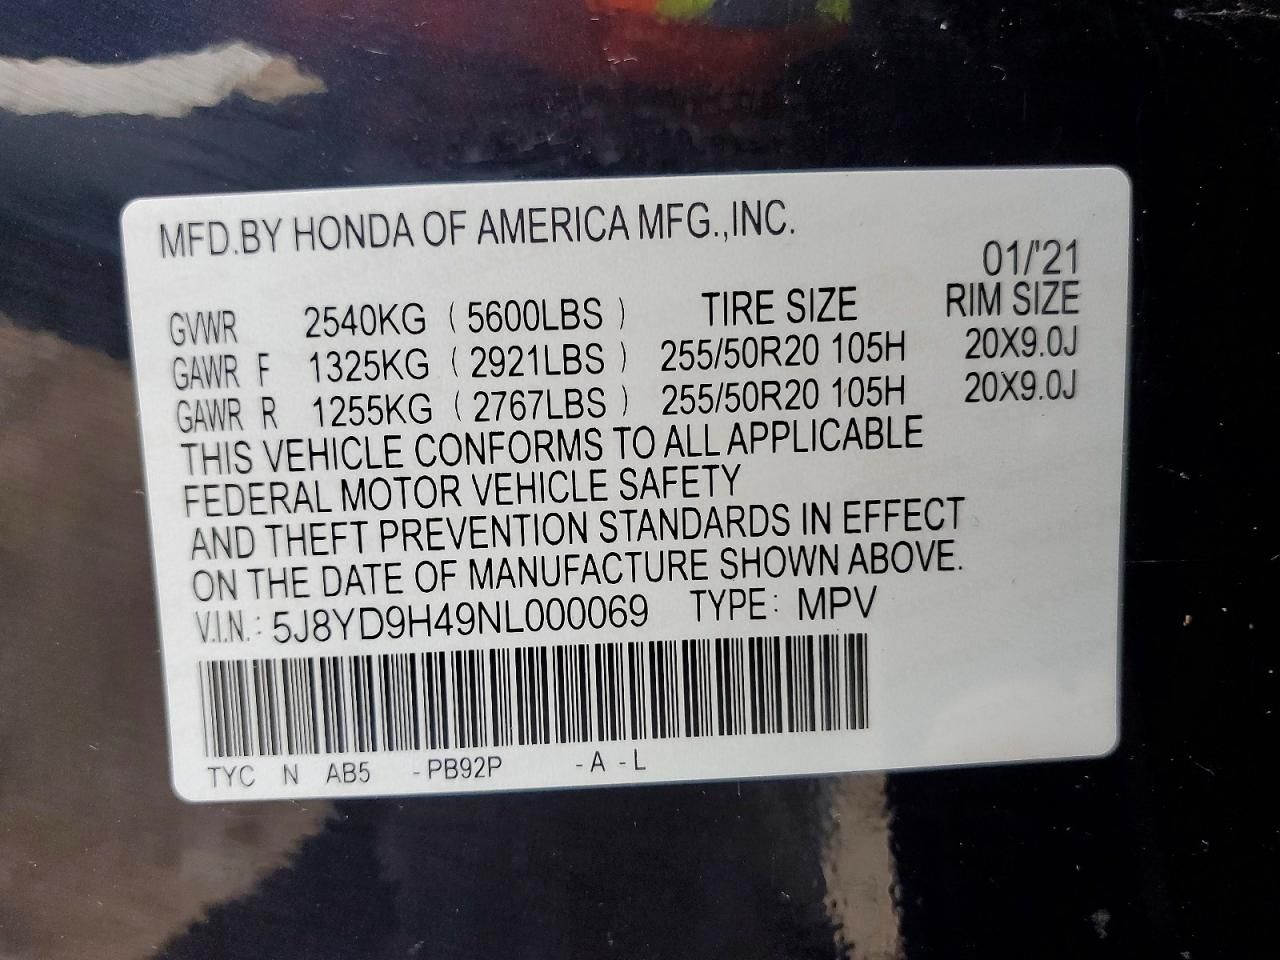 MFD.BY HONDA OF AMERICA MFG.,INC.
01/'21
GVWR 2540KG ( 5600LBS ) TIRE SIZE RIM SIZE
GAWR F 1325KG ( 2921LBS ) 255/50R20 105H 20X9.0J
GAWR R 1255KG ( 2767LBS ) 255/50R20 105H 20X9.0J
THIS VEHICLE CONFORMS TO ALL APPLICABLE
FEDERAL MOTOR VEHICLE SAFETY
AND THEFT PREVENTION STANDARDS IN EFFECT
ON THE DATE OF MANUFACTURE SHOWN ABOVE.
V.I.N.: 5J8YD9H49NL000069 TYPE: MPV
TYC N AB5 -PB92P -A -L